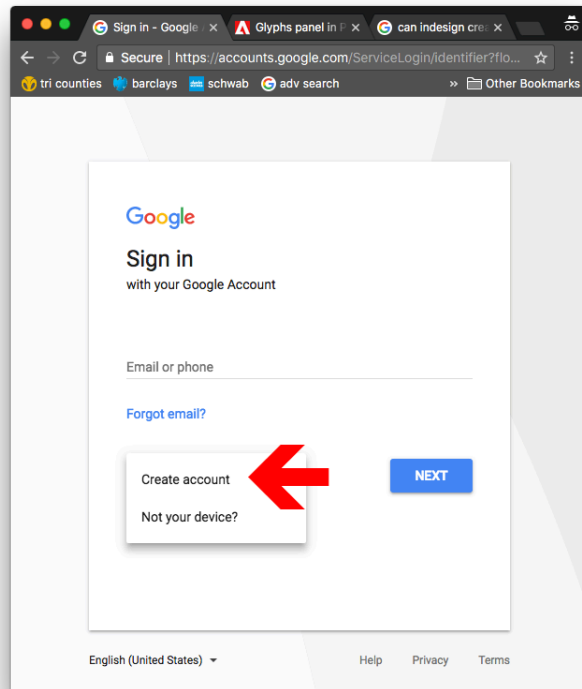 Sign in - Google
Glyphs panel in P
can indesign crea
Secure | https://accounts.google.com/ServiceLogin/identifier?flo...
tri counties barclays schwab adv search » Other Bookmarks
Google
Sign in
with your Google Account
Email or phone
Forgot email?
Create account
NEXT
Not your device?
English (United States)
Help Privacy Terms